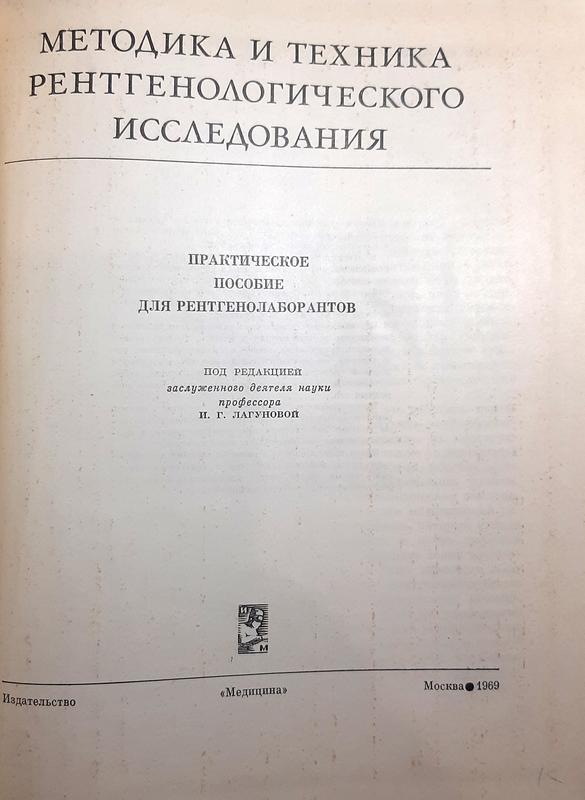 МЕТОДИКА И ТЕХНИКА
РЕНТГЕНОЛОГИЧЕСКОГО
ИССЛЕДОВАНИЯ
ПРАКТИЧЕСКОЕ
ПОСОБИЕ
ДЛЯ РЕНТГЕНОЛАБОРАНТОВ
ПОД РЕДАКЦИЕЙ
заслуженного деятеля науки
профессора
И. Г. ЛАГУНОВОЙ
И
М
Издательство «Медицина» Москва ● 1969
К